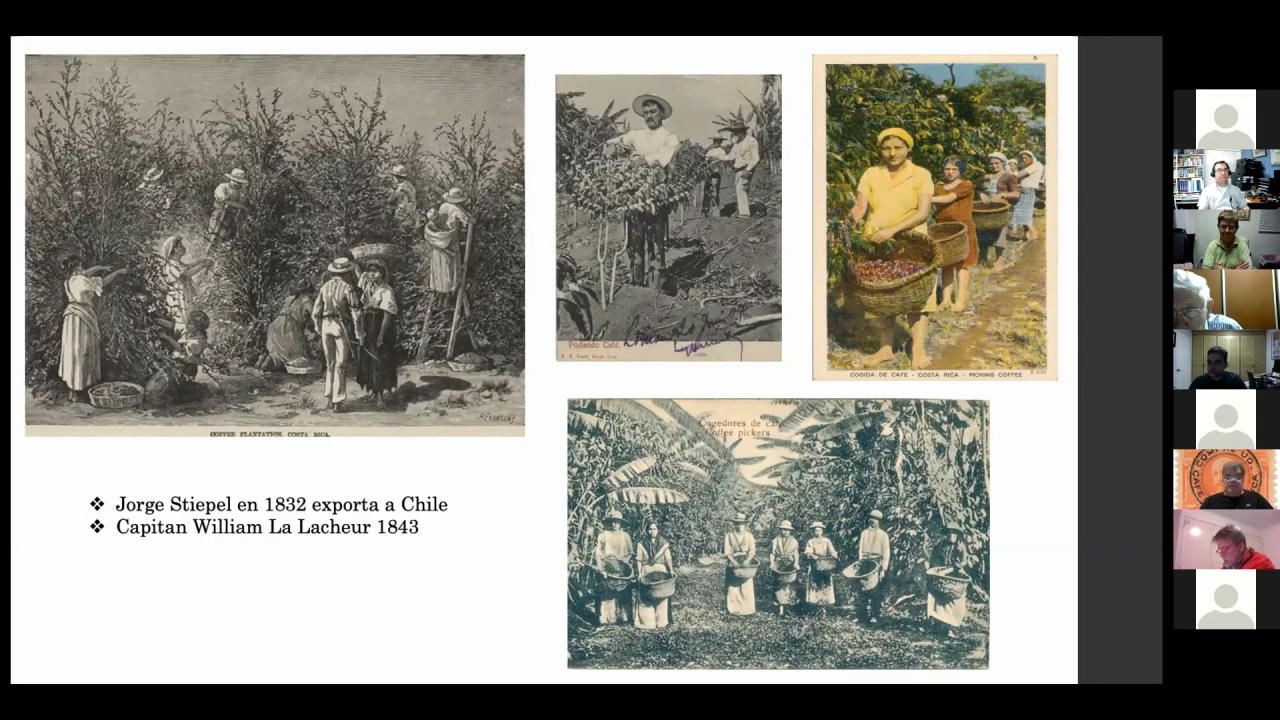 COFFEE PLANTATION, COSTA RICA.
Podando Café.
COGIDA DE CAFE - COSTA RICA - PICKING COFFEE
Cogedores de café
Coffee pickers
❖ Jorge Stiepel en 1832 exporta a Chile
❖ Capitan William La Lacheur 1843